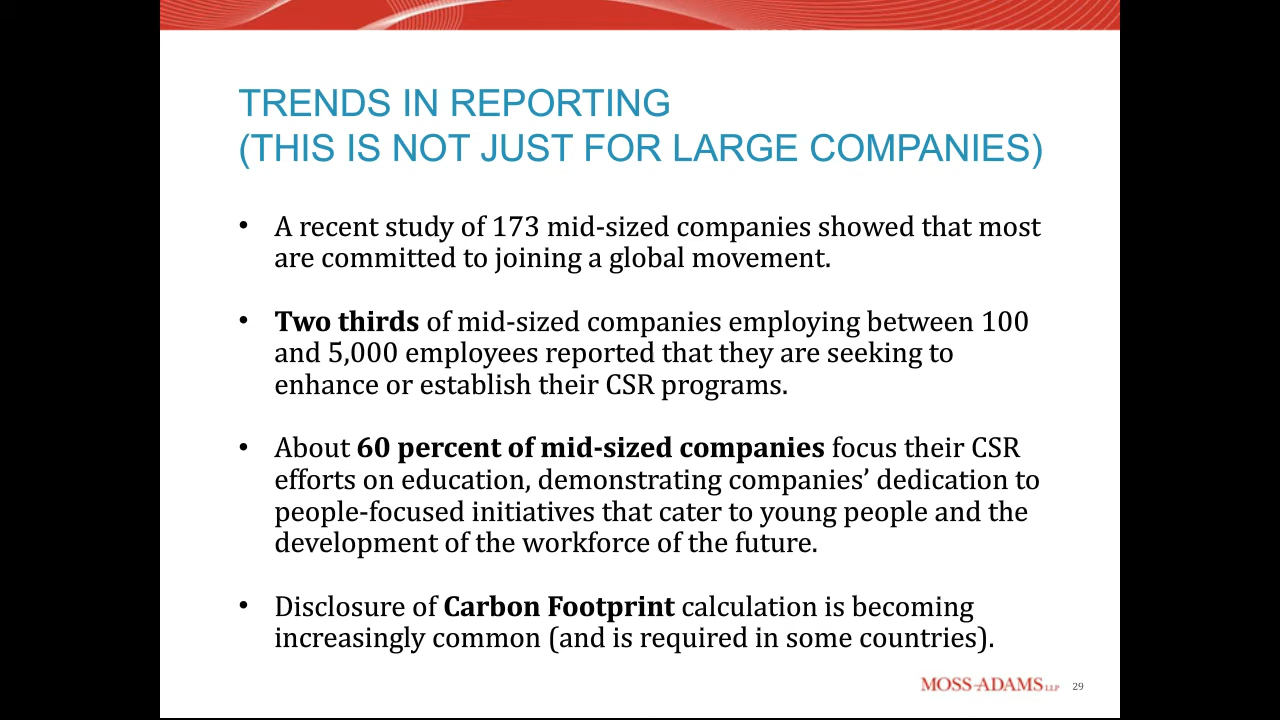 TRENDS IN REPORTING
(THIS IS NOT JUST FOR LARGE COMPANIES)
• A recent study of 173 mid-sized companies showed that most
are committed to joining a global movement.
• Two thirds of mid-sized companies employing between 100
and 5,000 employees reported that they are seeking to
enhance or establish their CSR programs.
• About 60 percent of mid-sized companies focus their CSR
efforts on education, demonstrating companies’ dedication to
people-focused initiatives that cater to young people and the
development of the workforce of the future.
• Disclosure of Carbon Footprint calculation is becoming
increasingly common (and is required in some countries).
MOSS-ADAMS LLP 29